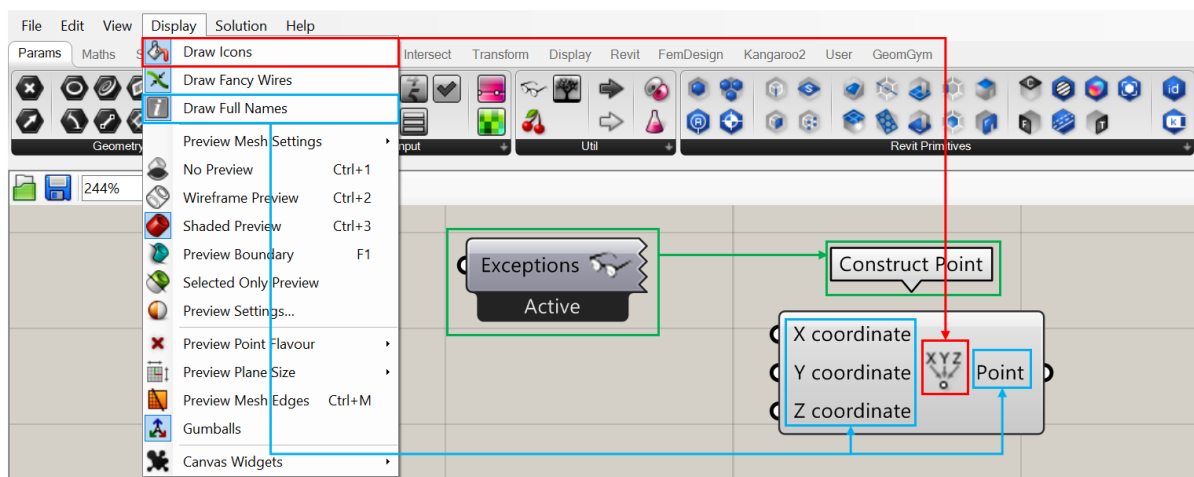 File Edit View Display Solution Help
Params Maths S Intersect Transform Display Revit FemDesign Kangaroo2 User GeomGym
Draw Icons
Draw Fancy Wires
Draw Full Names
Preview Mesh Settings
No Preview Ctrl+1
Wireframe Preview Ctrl+2
Shaded Preview Ctrl+3
Preview Boundary F1
Selected Only Preview
Preview Settings...
Preview Point Flavour
Preview Plane Size
Preview Mesh Edges Ctrl+M
Gumballs
Canvas Widgets
id
K
Geometry nput Util Revit Primitives
244%
Exceptions
Active
Construct Point
X coordinate
Y coordinate
Z coordinate
XYZ
Point